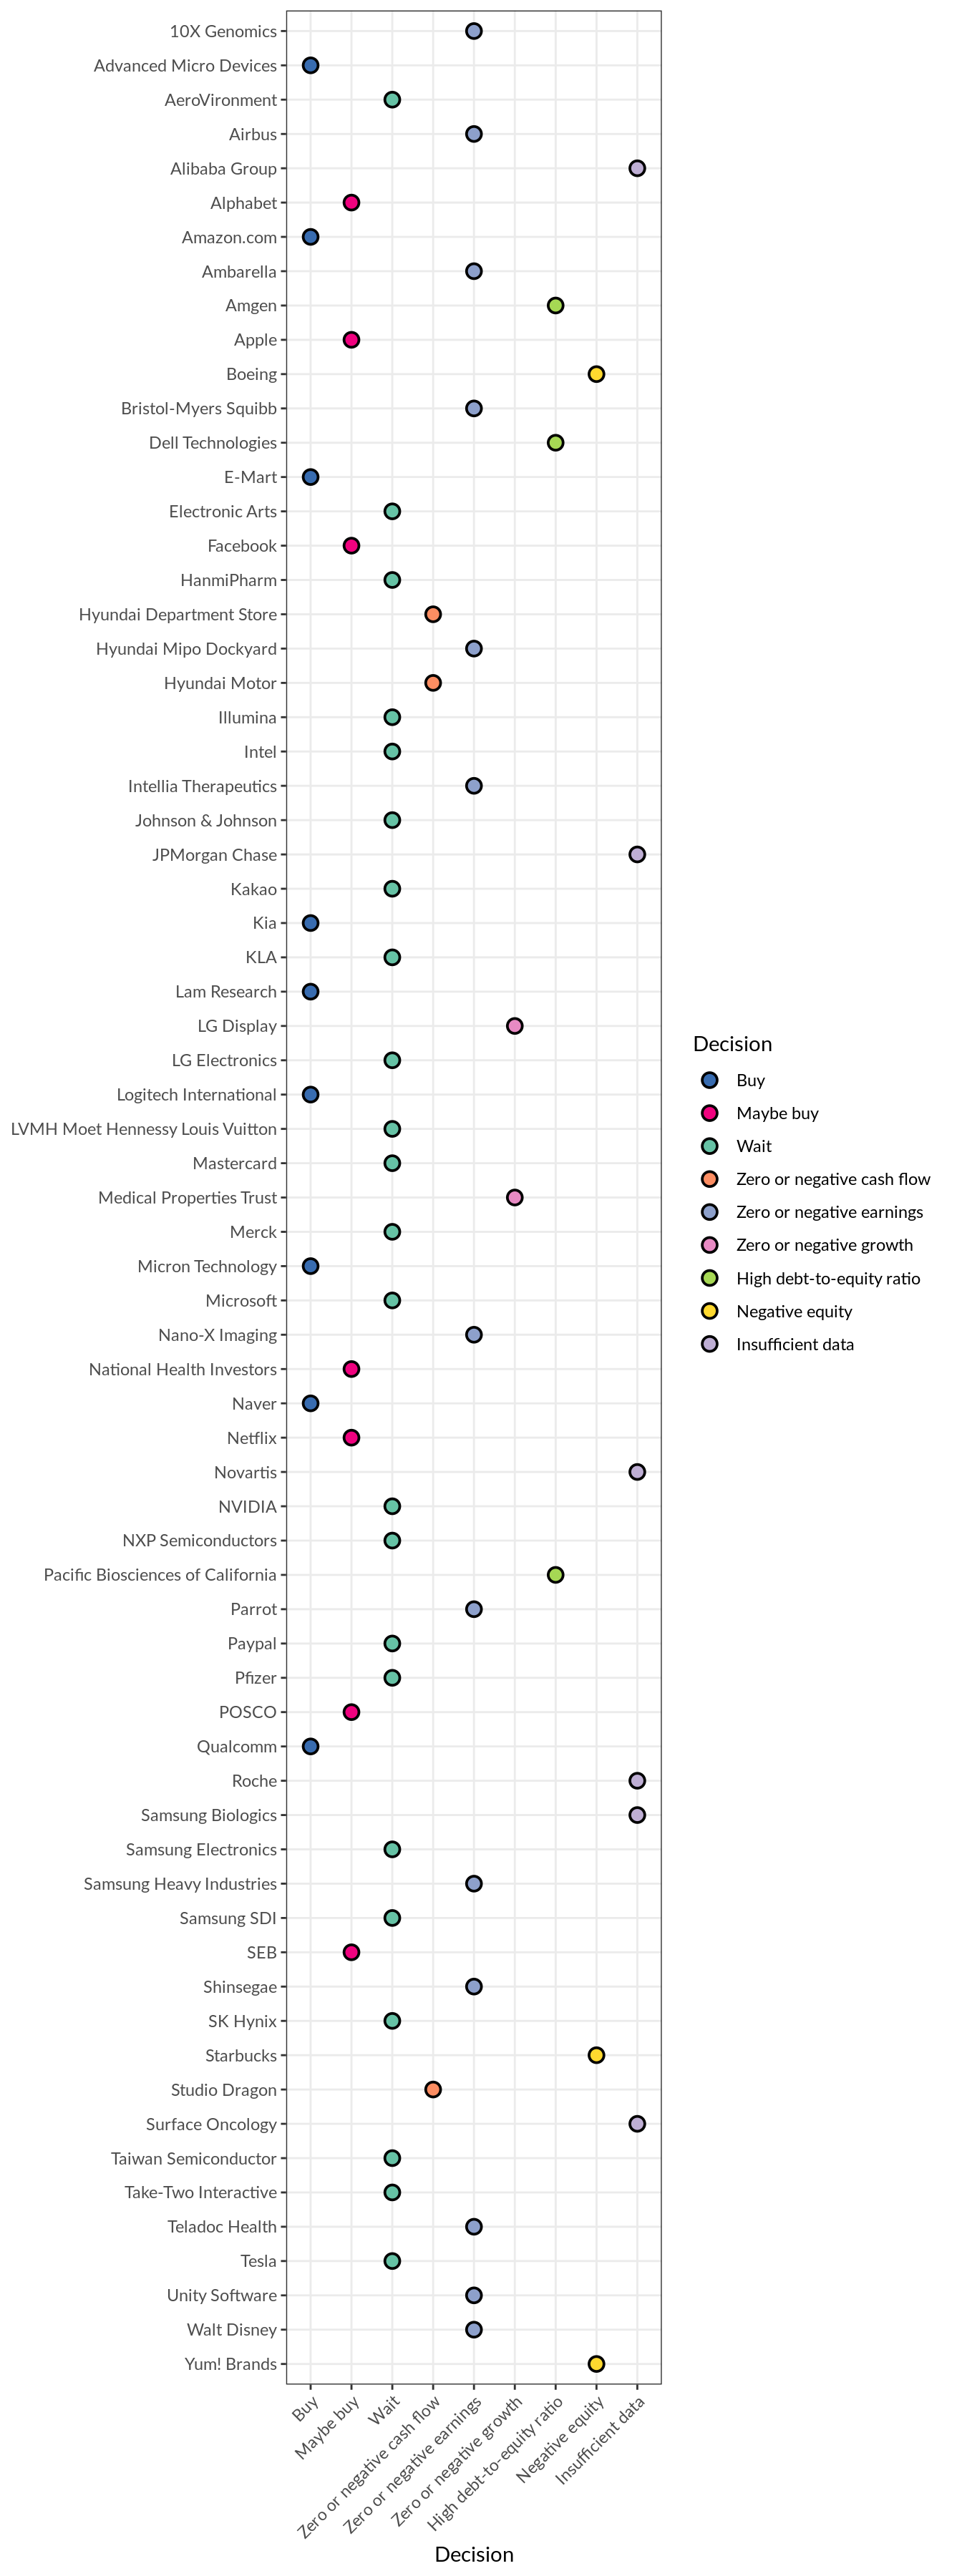 10X Genomics
Advanced Micro Devices
AeroVironment
Airbus
Alibaba Group
Alphabet
Amazon.com
Ambarella
Amgen
Apple
Boeing
Bristol-Myers Squibb
Dell Technologies
E-Mart
Electronic Arts
Facebook
HanmiPharm
Hyundai Department Store
Hyundai Mipo Dockyard
Hyundai Motor
Illumina
Intel
Intellia Therapeutics
Johnson & Johnson
JPMorgan Chase
Kakao
Kia
KLA
Lam Research
LG Display
LG Electronics
Logitech International
LVMH Moet Hennessy Louis Vuitton
Mastercard
Medical Properties Trust
Merck
Micron Technology
Microsoft
Nano-X Imaging
National Health Investors
Naver
Netflix
Novartis
NVIDIA
NXP Semiconductors
Pacific Biosciences of California
Parrot
Paypal
Pfizer
POSCO
Qualcomm
Roche
Samsung Biologics
Samsung Electronics
Samsung Heavy Industries
Samsung SDI
SEB
Shinsegae
SK Hynix
Starbucks
Studio Dragon
Surface Oncology
Taiwan Semiconductor
Take-Two Interactive
Teladoc Health
Tesla
Unity Software
Walt Disney
Yum! Brands
Buy
Maybe buy
Wait
Zero or negative cash flow
Zero or negative earnings
Zero or negative growth
High debt-to-equity ratio
Negative equity
Insufficient data
Decision
Decision
Buy
Maybe buy
Wait
Zero or negative cash flow
Zero or negative earnings
Zero or negative growth
High debt-to-equity ratio
Negative equity
Insufficient data